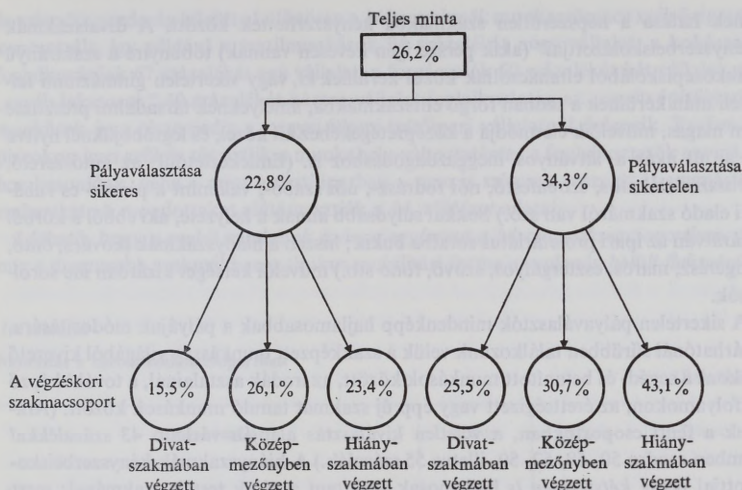 Teljes minta
26,2%
Pályaválasztása
sikeres
22,8%
34,3%
Pályaválasztása
sikertelen
A végzéskori
szakmacsoport
15,5%
26,1%
23,4%
25,5%
30,7%
43,1%
Divat-
szakmában
végzett
Közép-
mezőnyben
végzett
Hiány-
szakmában
végzett
Divat-
szakmában
végzett
Közép-
mezőnyben
végzett
Hiány-
szakmában
végzett